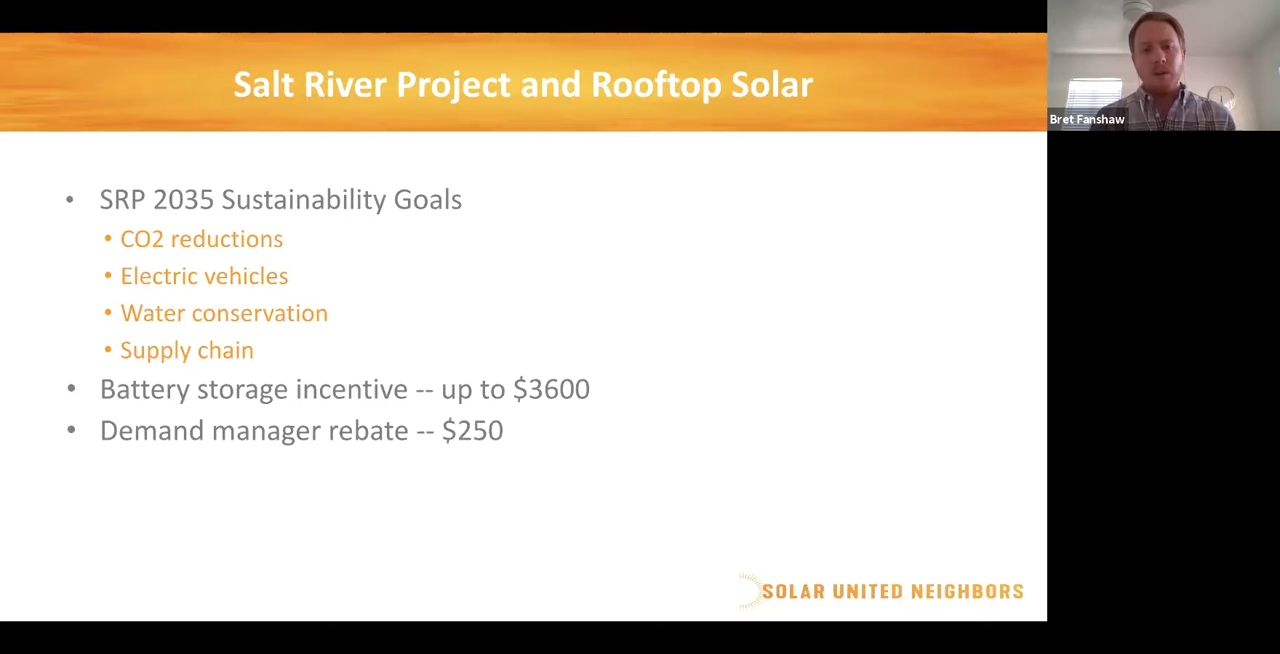 Salt River Project and Rooftop Solar
Bret Fanshaw
• SRP 2035 Sustainability Goals
• CO2 reductions
• Electric vehicles
• Water conservation
• Supply chain
• Battery storage incentive -- up to $3600
• Demand manager rebate -- $250
SOLAR UNITED NEIGHBORS